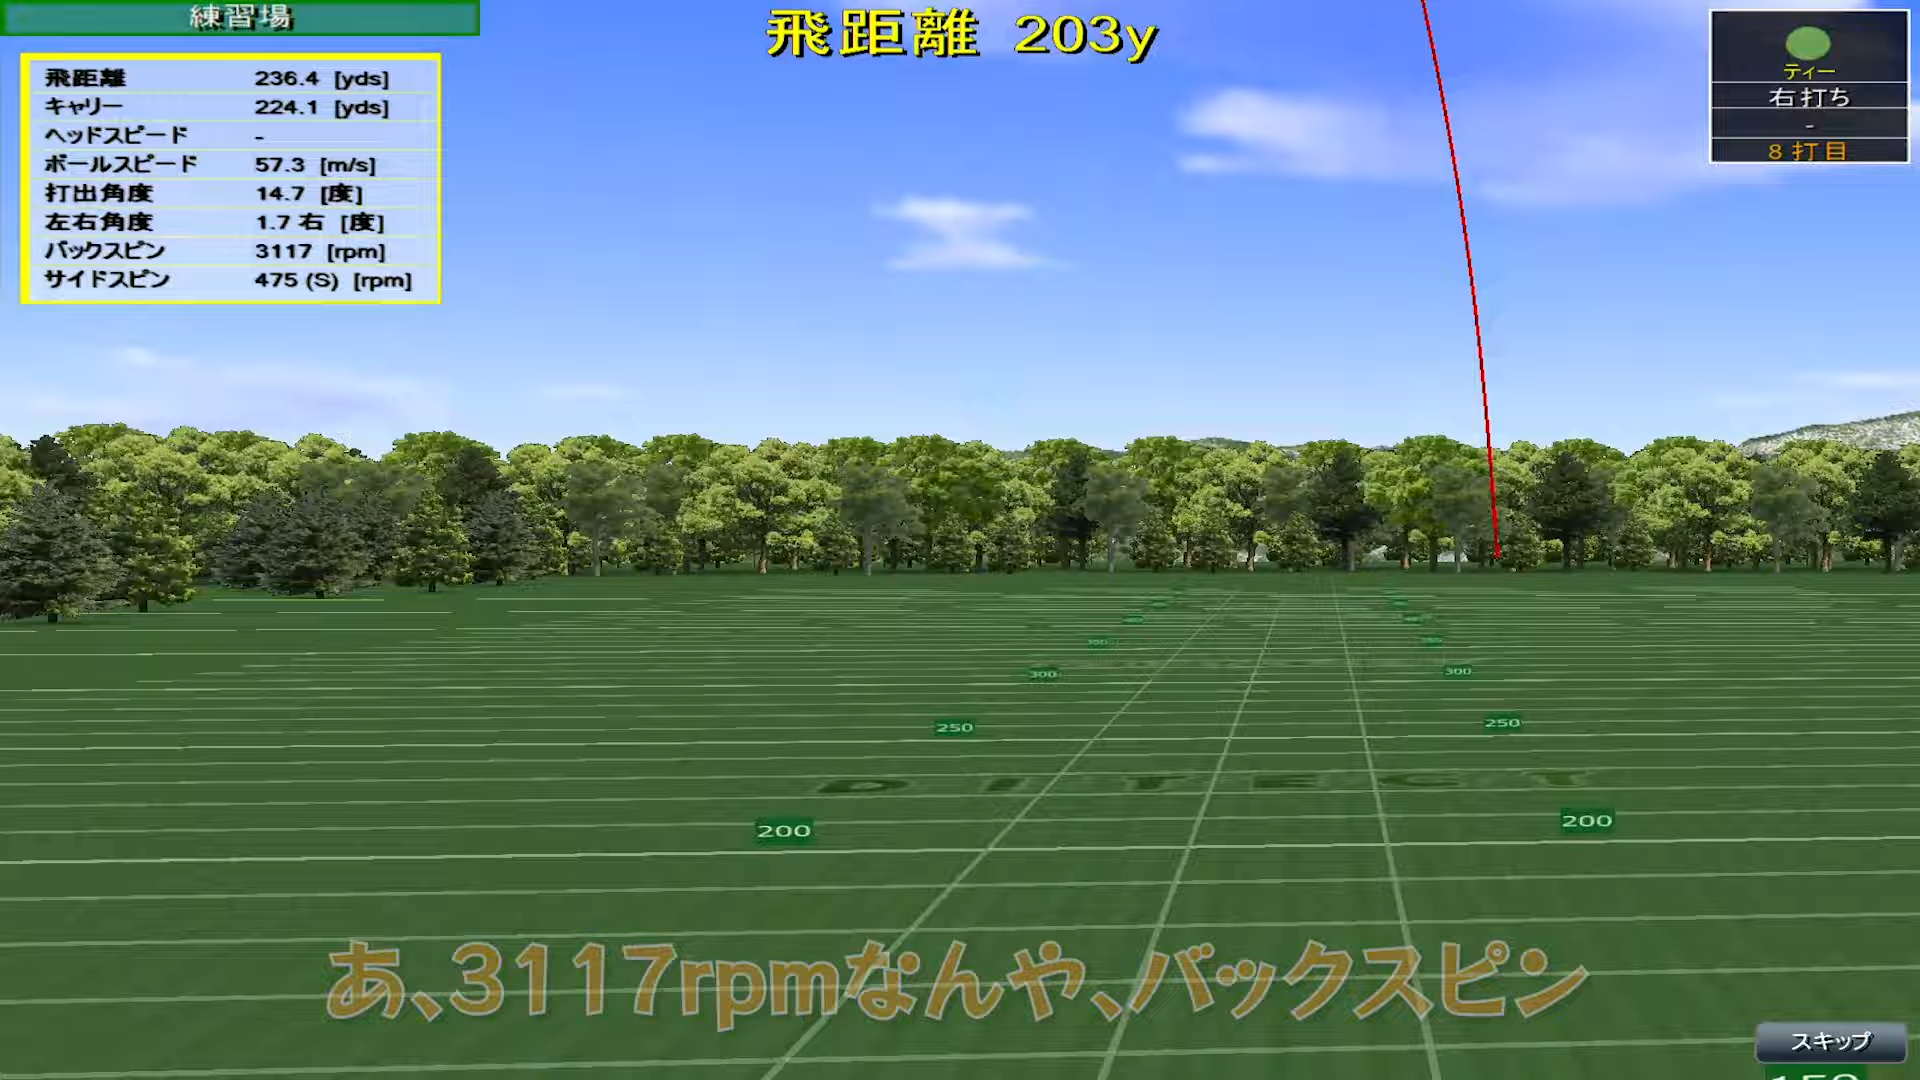 練習場
飛距離 203y
飛距離 236.4 [yds]
キャリー 224.1 [yds]
ヘッドスピード -
ボールスピード 57.3 [m/s]
打出角度 14.7 [度]
左右角度 1.7 右 [度]
バックスピン 3117 [rpm]
サイドスピン 475 (S) [rpm]
ティー
右打ち
-
8打目
300 300
250 250
DITECT
200 200
あ、3117rpmなんや、バックスピン
スキップ